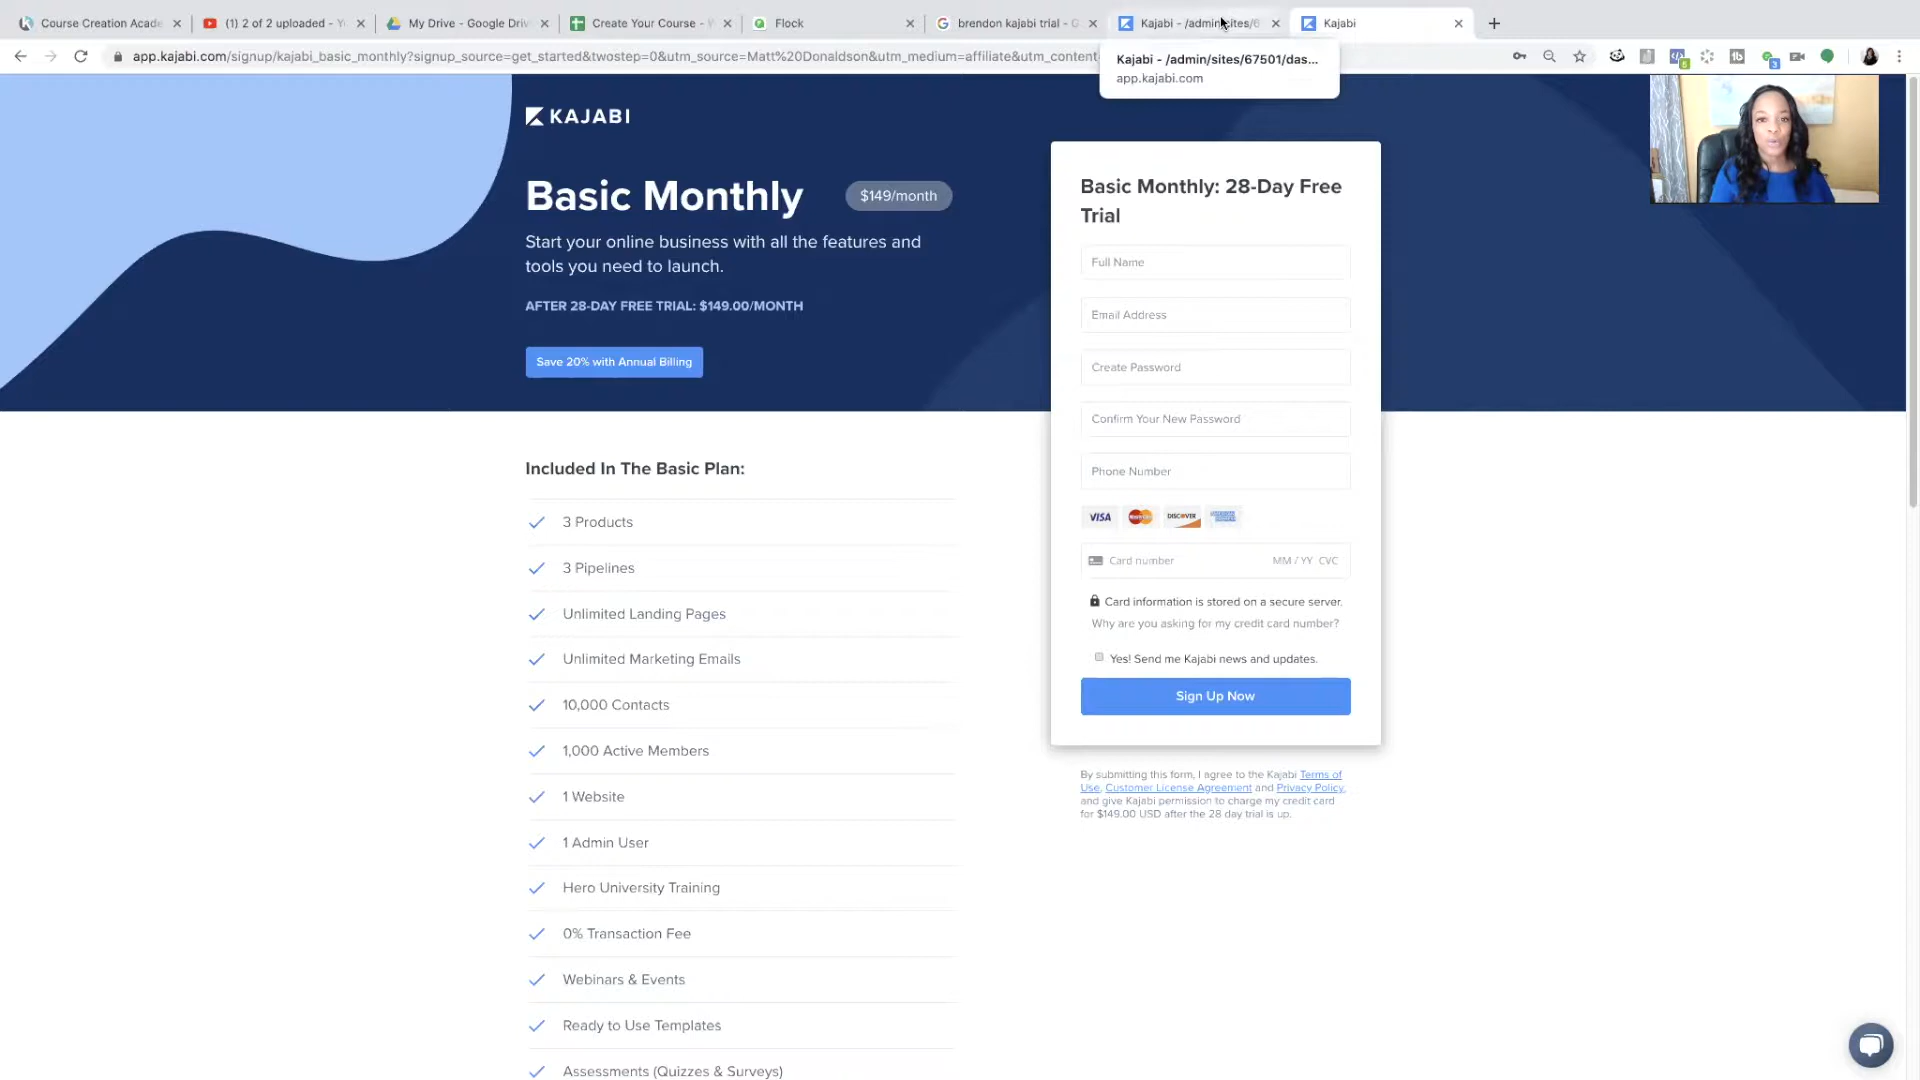 Course Creation Acade
(1) 2 of 2 uploaded - Yo
My Drive - Google Driv
Create Your Course - W
Flock
brendon kajabi trial - G
Kajabi - /admin/sites/6
Kajabi
app.kajabi.com/signup/kajabi_basic_monthly?signup_source=get_started&twostep=0&utm_source=Matt%20Donaldson&utm_medium=affiliate&utm_content
Kajabi - /admin/sites/67501/das...
app.kajabi.com
KAJABI
Basic Monthly
$149/month
Start your online business with all the features and
tools you need to launch.
AFTER 28-DAY FREE TRIAL: $149.00/MONTH
Save 20% with Annual Billing
Included In The Basic Plan:
3 Products
3 Pipelines
Unlimited Landing Pages
Unlimited Marketing Emails
10,000 Contacts
1,000 Active Members
1 Website
1 Admin User
Hero University Training
0% Transaction Fee
Webinars & Events
Ready to Use Templates
Assessments (Quizzes & Surveys)
Basic Monthly: 28-Day Free
Trial
Full Name
Email Address
Create Password
Confirm Your New Password
Phone Number
VISA DISCOVER
Card number MM / YY CVC
Card information is stored on a secure server.
Why are you asking for my credit card number?
Yes! Send me Kajabi news and updates.
Sign Up Now
By submitting this form, I agree to the Kajabi Terms of
Use, Customer License Agreement and Privacy Policy,
and give Kajabi permission to charge my credit card
for $149.00 USD after the 28 day trial is up.